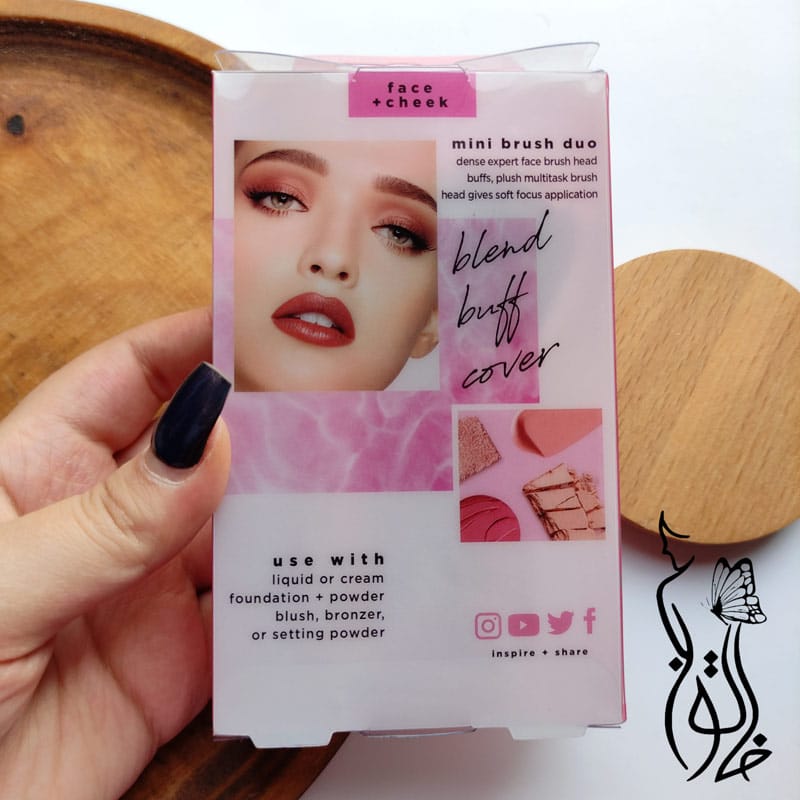 face
+cheek
mini brush duo
dense expert face brush head
buffs, plush multitask brush
head gives soft focus application
blend
buff
cover
use with
liquid or cream
foundation + powder
blush, bronzer,
or setting powder
inspire + share